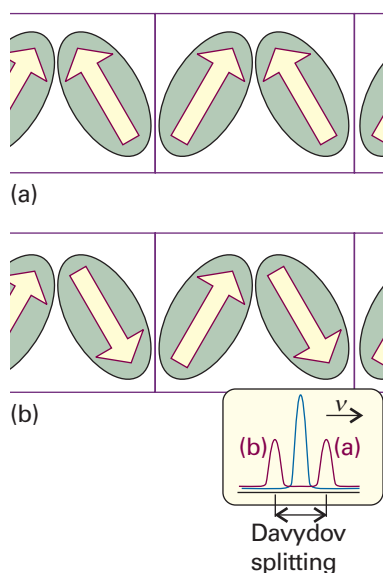 (a)
(b)
ν
(b) (a)
Davydov
splitting